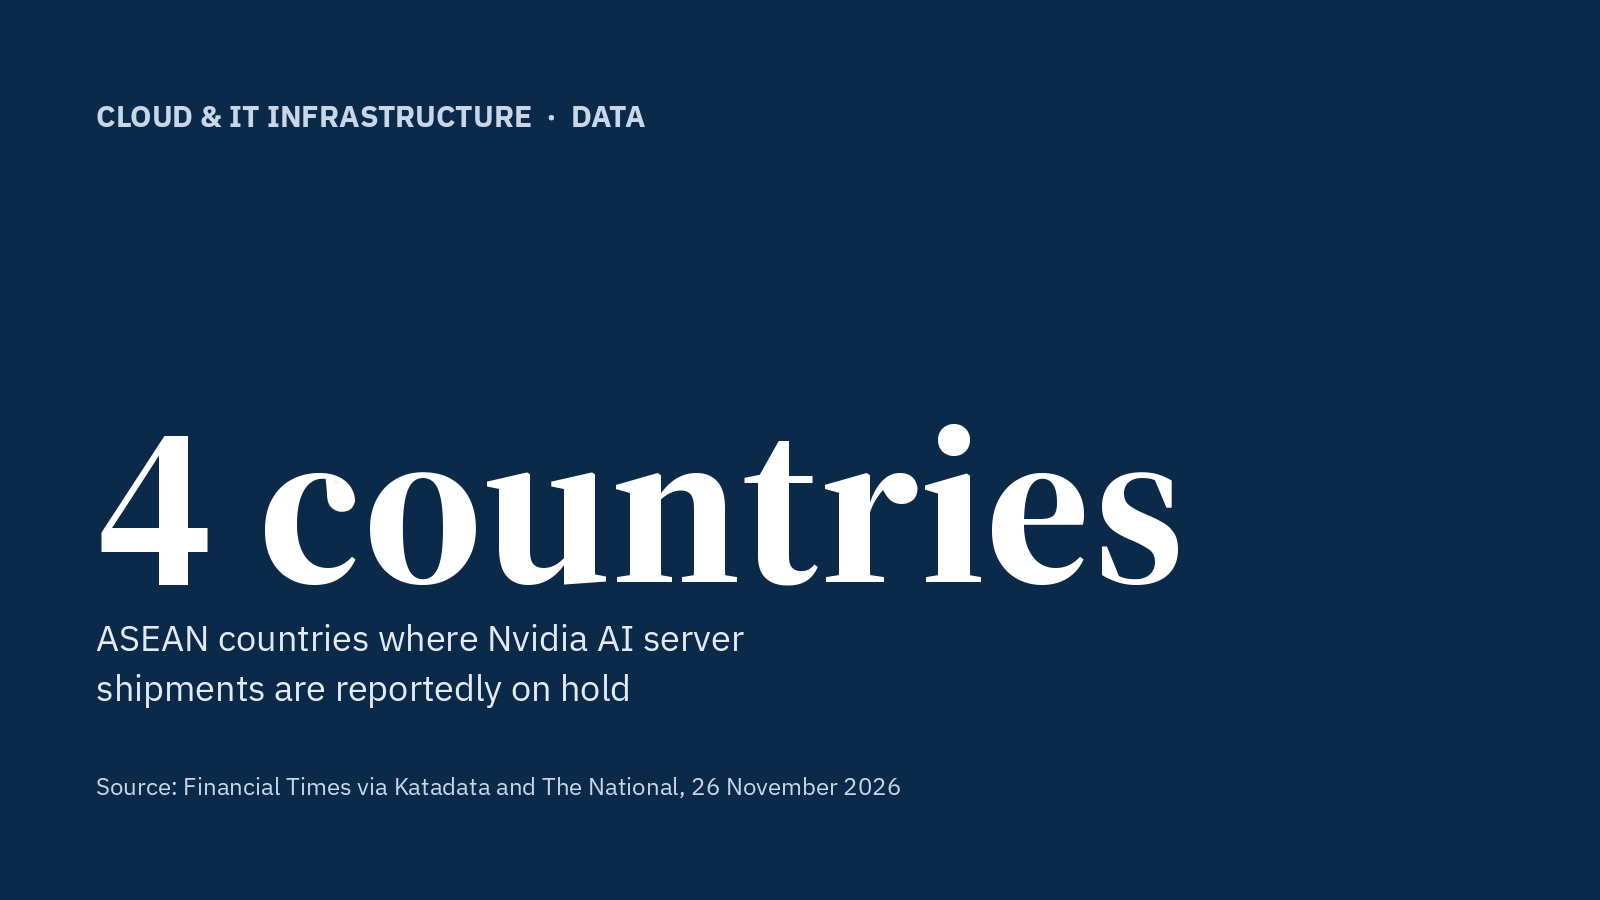 CLOUD & IT INFRASTRUCTURE · DATA
4 countries
ASEAN countries where Nvidia AI server
shipments are reportedly on hold
Source: Financial Times via Katadata and The National, 26 November 2026